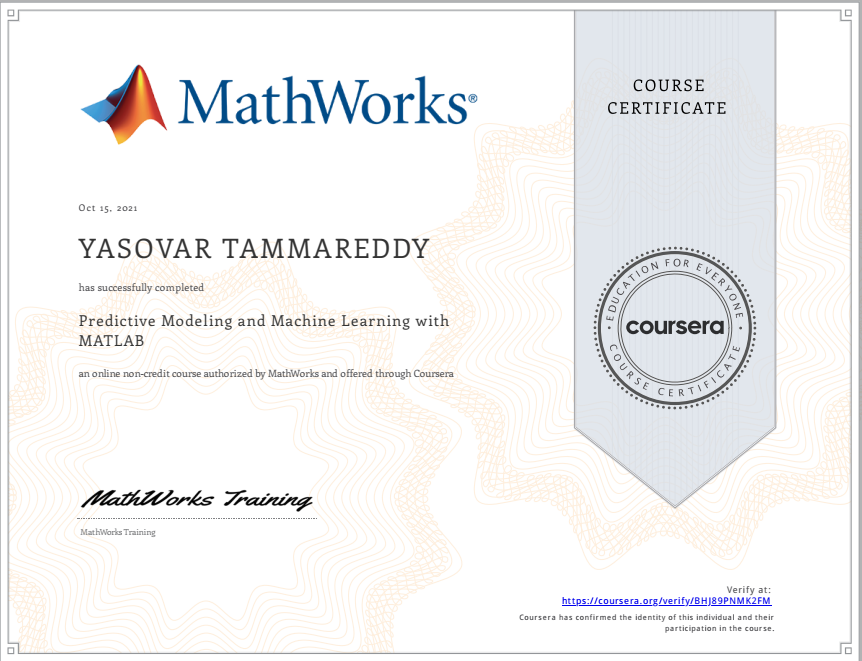 MathWorks®
COURSE
CERTIFICATE
Oct 15, 2021
YASOVAR TAMMAREDDY
has successfully completed
Predictive Modeling and Machine Learning with
MATLAB
an online non-credit course authorized by MathWorks and offered through Coursera
EDUCATION FOR EVERYONE
coursera
COURSE CERTIFICATE
MathWorks Training
MathWorks Training
Verify at:
https://coursera.org/verify/BHJ89PNMK2FM
Coursera has confirmed the identity of this individual and their
participation in the course.